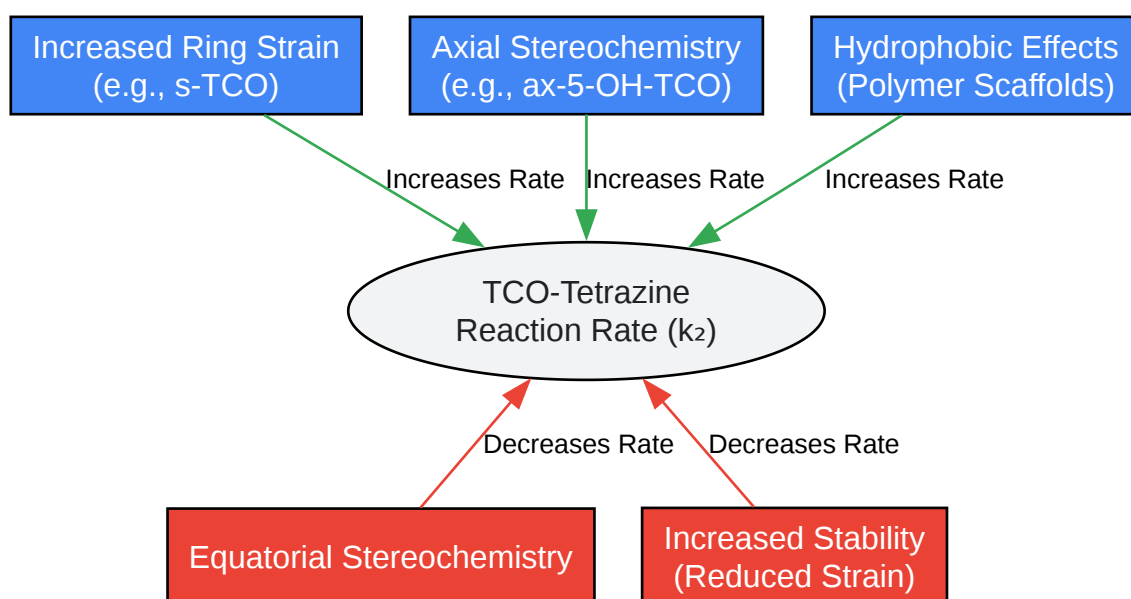 Increased Ring Strain
(e.g., s-TCO)
Axial Stereochemistry
(e.g., ax-5-OH-TCO)
Hydrophobic Effects
(Polymer Scaffolds)
Increases Rate
Increases Rate
Increases Rate
TCO-Tetrazine
Reaction Rate (k₂)
Decreases Rate
Decreases Rate
Equatorial Stereochemistry
Increased Stability
(Reduced Strain)